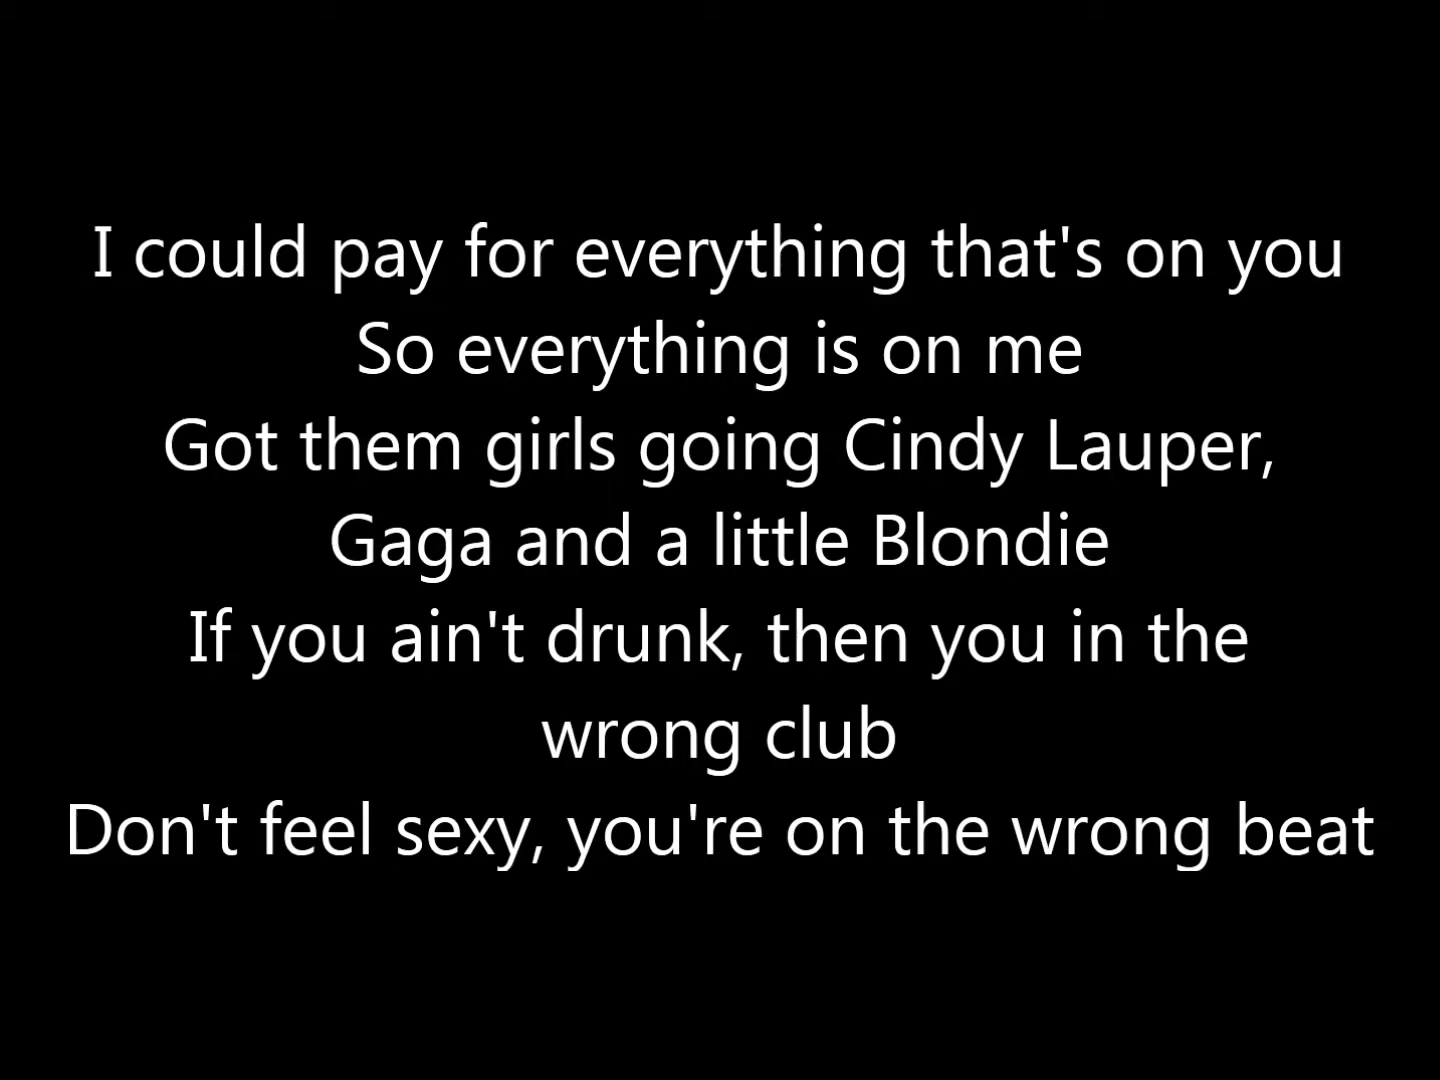 I could pay for everything that's on you
So everything is on me
Got them girls going Cindy Lauper,
Gaga and a little Blondie
If you ain't drunk, then you in the
wrong club
Don't feel sexy, you're on the wrong beat